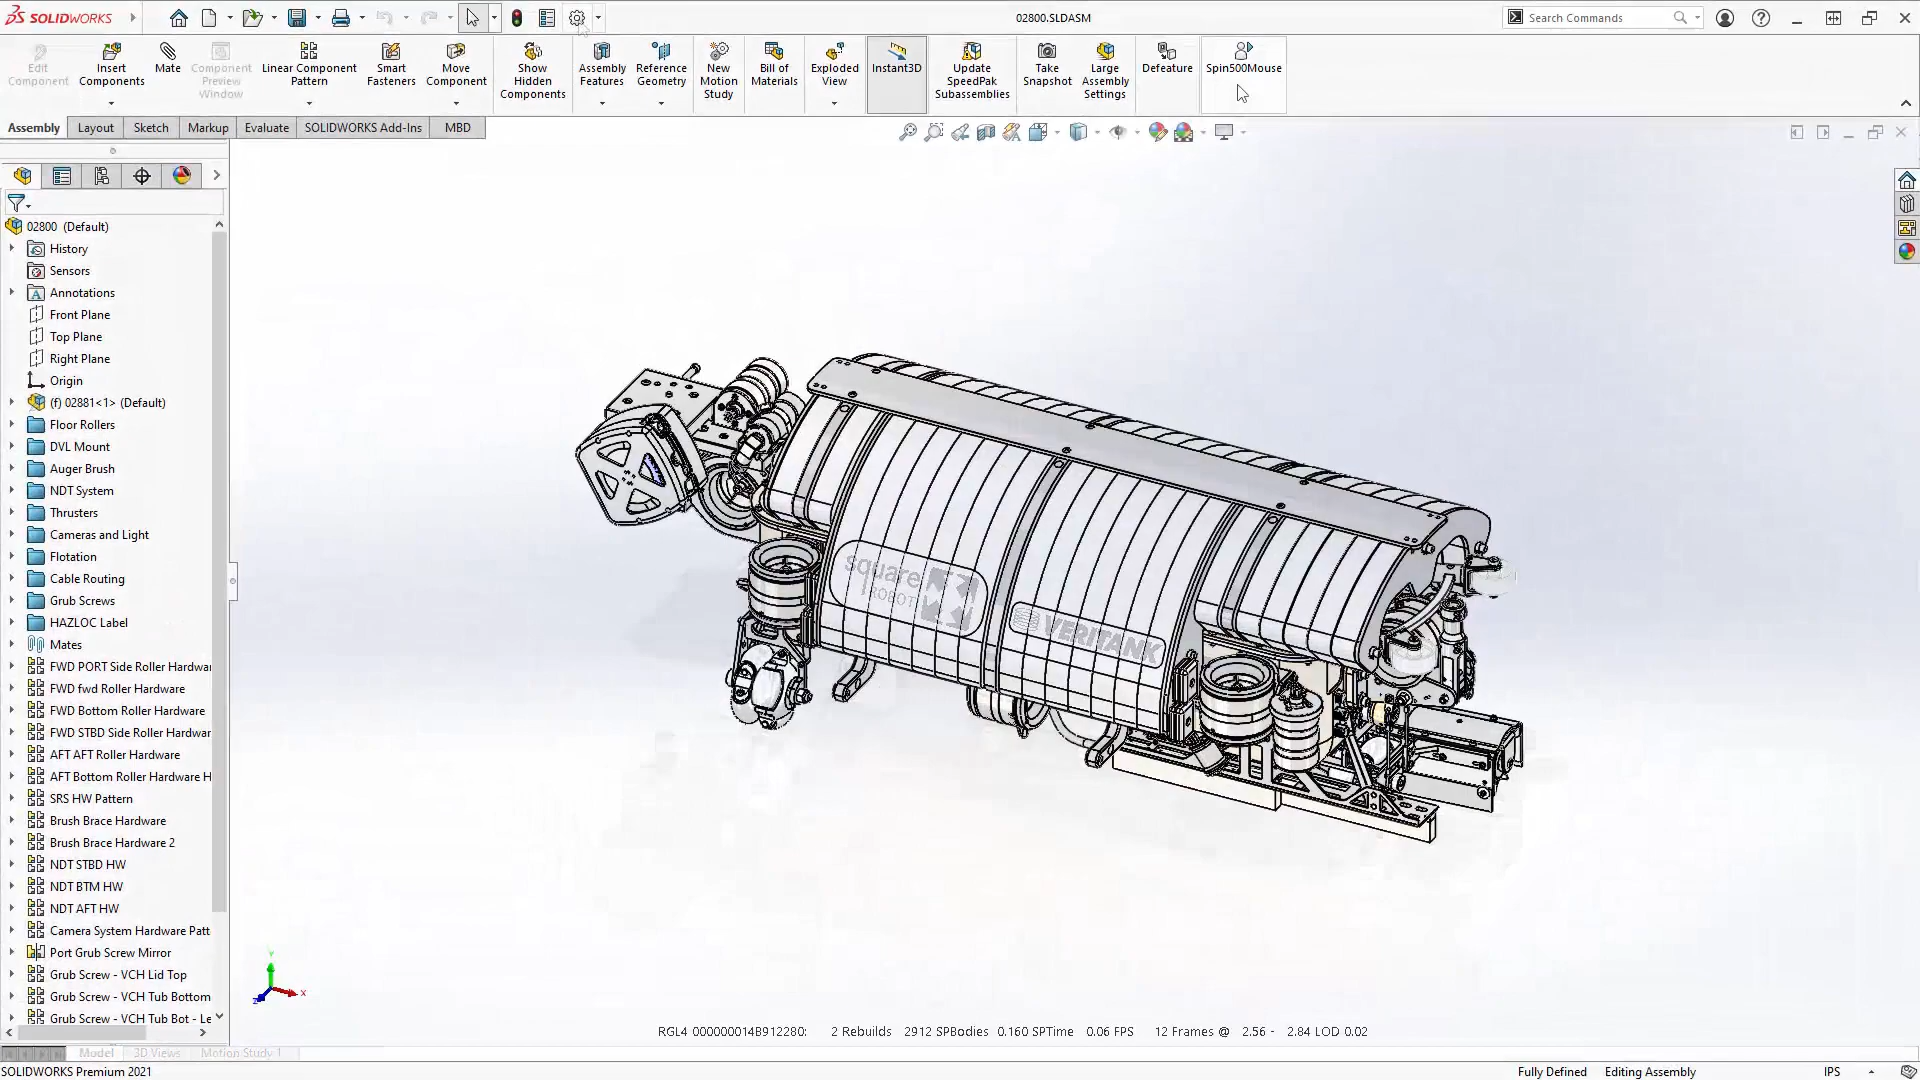 SOLIDWORKS
02800.SLDASM
Search Commands
Edit Component
Insert Components
Mate
Component Preview Window
Linear Component Pattern
Smart Fasteners
Move Component
Show Hidden Components
Assembly Features
Reference Geometry
New Motion Study
Bill of Materials
Exploded View
Instant3D
Update SpeedPak Subassemblies
Take Snapshot
Large Assembly Settings
Defeature
Spin500Mouse
Assembly
Layout
Sketch
Markup
Evaluate
SOLIDWORKS Add-Ins
MBD
02800 (Default)
History
Sensors
Annotations
Front Plane
Top Plane
Right Plane
Origin
(f) 02881<1> (Default)
Floor Rollers
DVL Mount
Auger Brush
NDT System
Thrusters
Cameras and Light
Flotation
Cable Routing
Grub Screws
HAZLOC Label
Mates
FWD PORT Side Roller Hardwar
FWD fwd Roller Hardware
FWD Bottom Roller Hardware
FWD STBD Side Roller Hardwar
AFT AFT Roller Hardware
AFT Bottom Roller Hardware H
SRS HW Pattern
Brush Brace Hardware
Brush Brace Hardware 2
NDT STBD HW
NDT BTM HW
NDT AFT HW
Camera System Hardware Patt
Port Grub Screw Mirror
Grub Screw - VCH Lid Top
Grub Screw - VCH Tub Bottom
Grub Screw - VCH Tub Bot - Le
square
ROBOT
VERITANK
Y
X
Z
RGL4 000000014B912280: 2 Rebuilds 2912 SPBodies 0.160 SPTime 0.06 FPS 12 Frames @ 2.56 - 2.84 LOD 0.02
Model
3D Views
Motion Study 1
SOLIDWORKS Premium 2021
Fully Defined
Editing Assembly
IPS